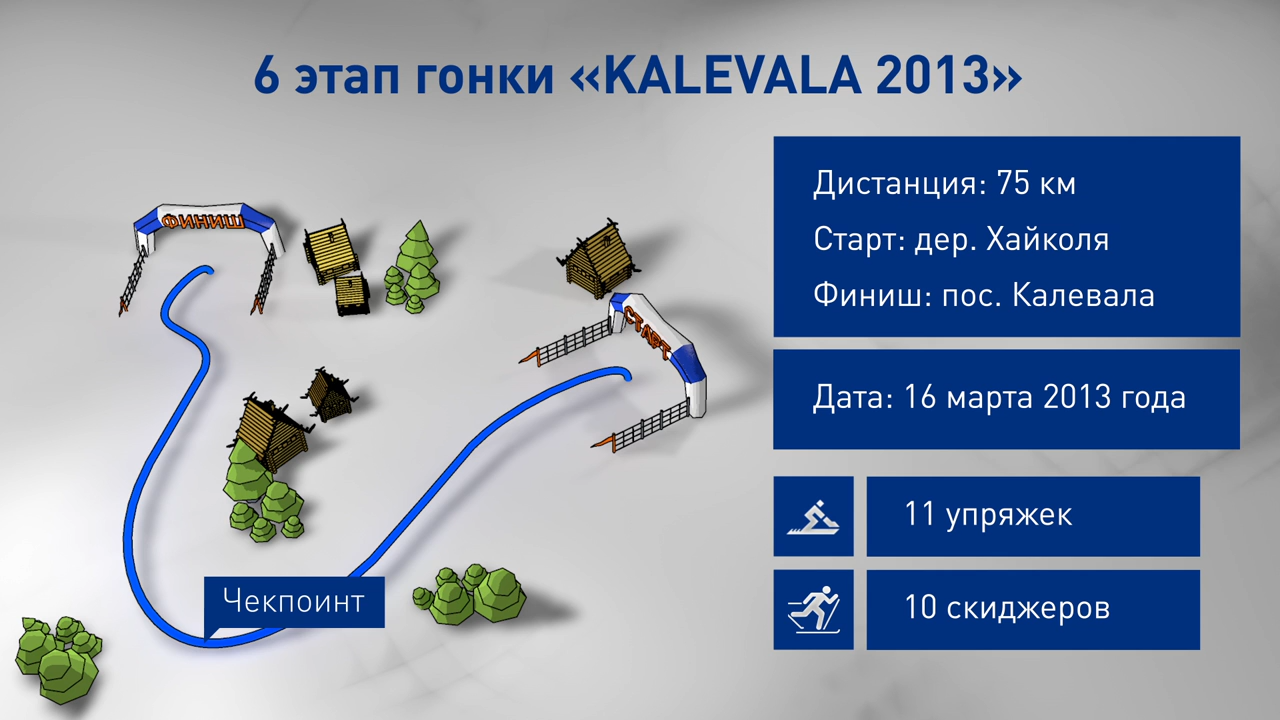 6 этап гонки «KALEVALA 2013»
ФИНИШ
СТАРТ
Чекпоинт
Дистанция: 75 км
Старт: дер. Хайколя
Финиш: пос. Калевала
Дата: 16 марта 2013 года
11 упряжек
10 скиджеров